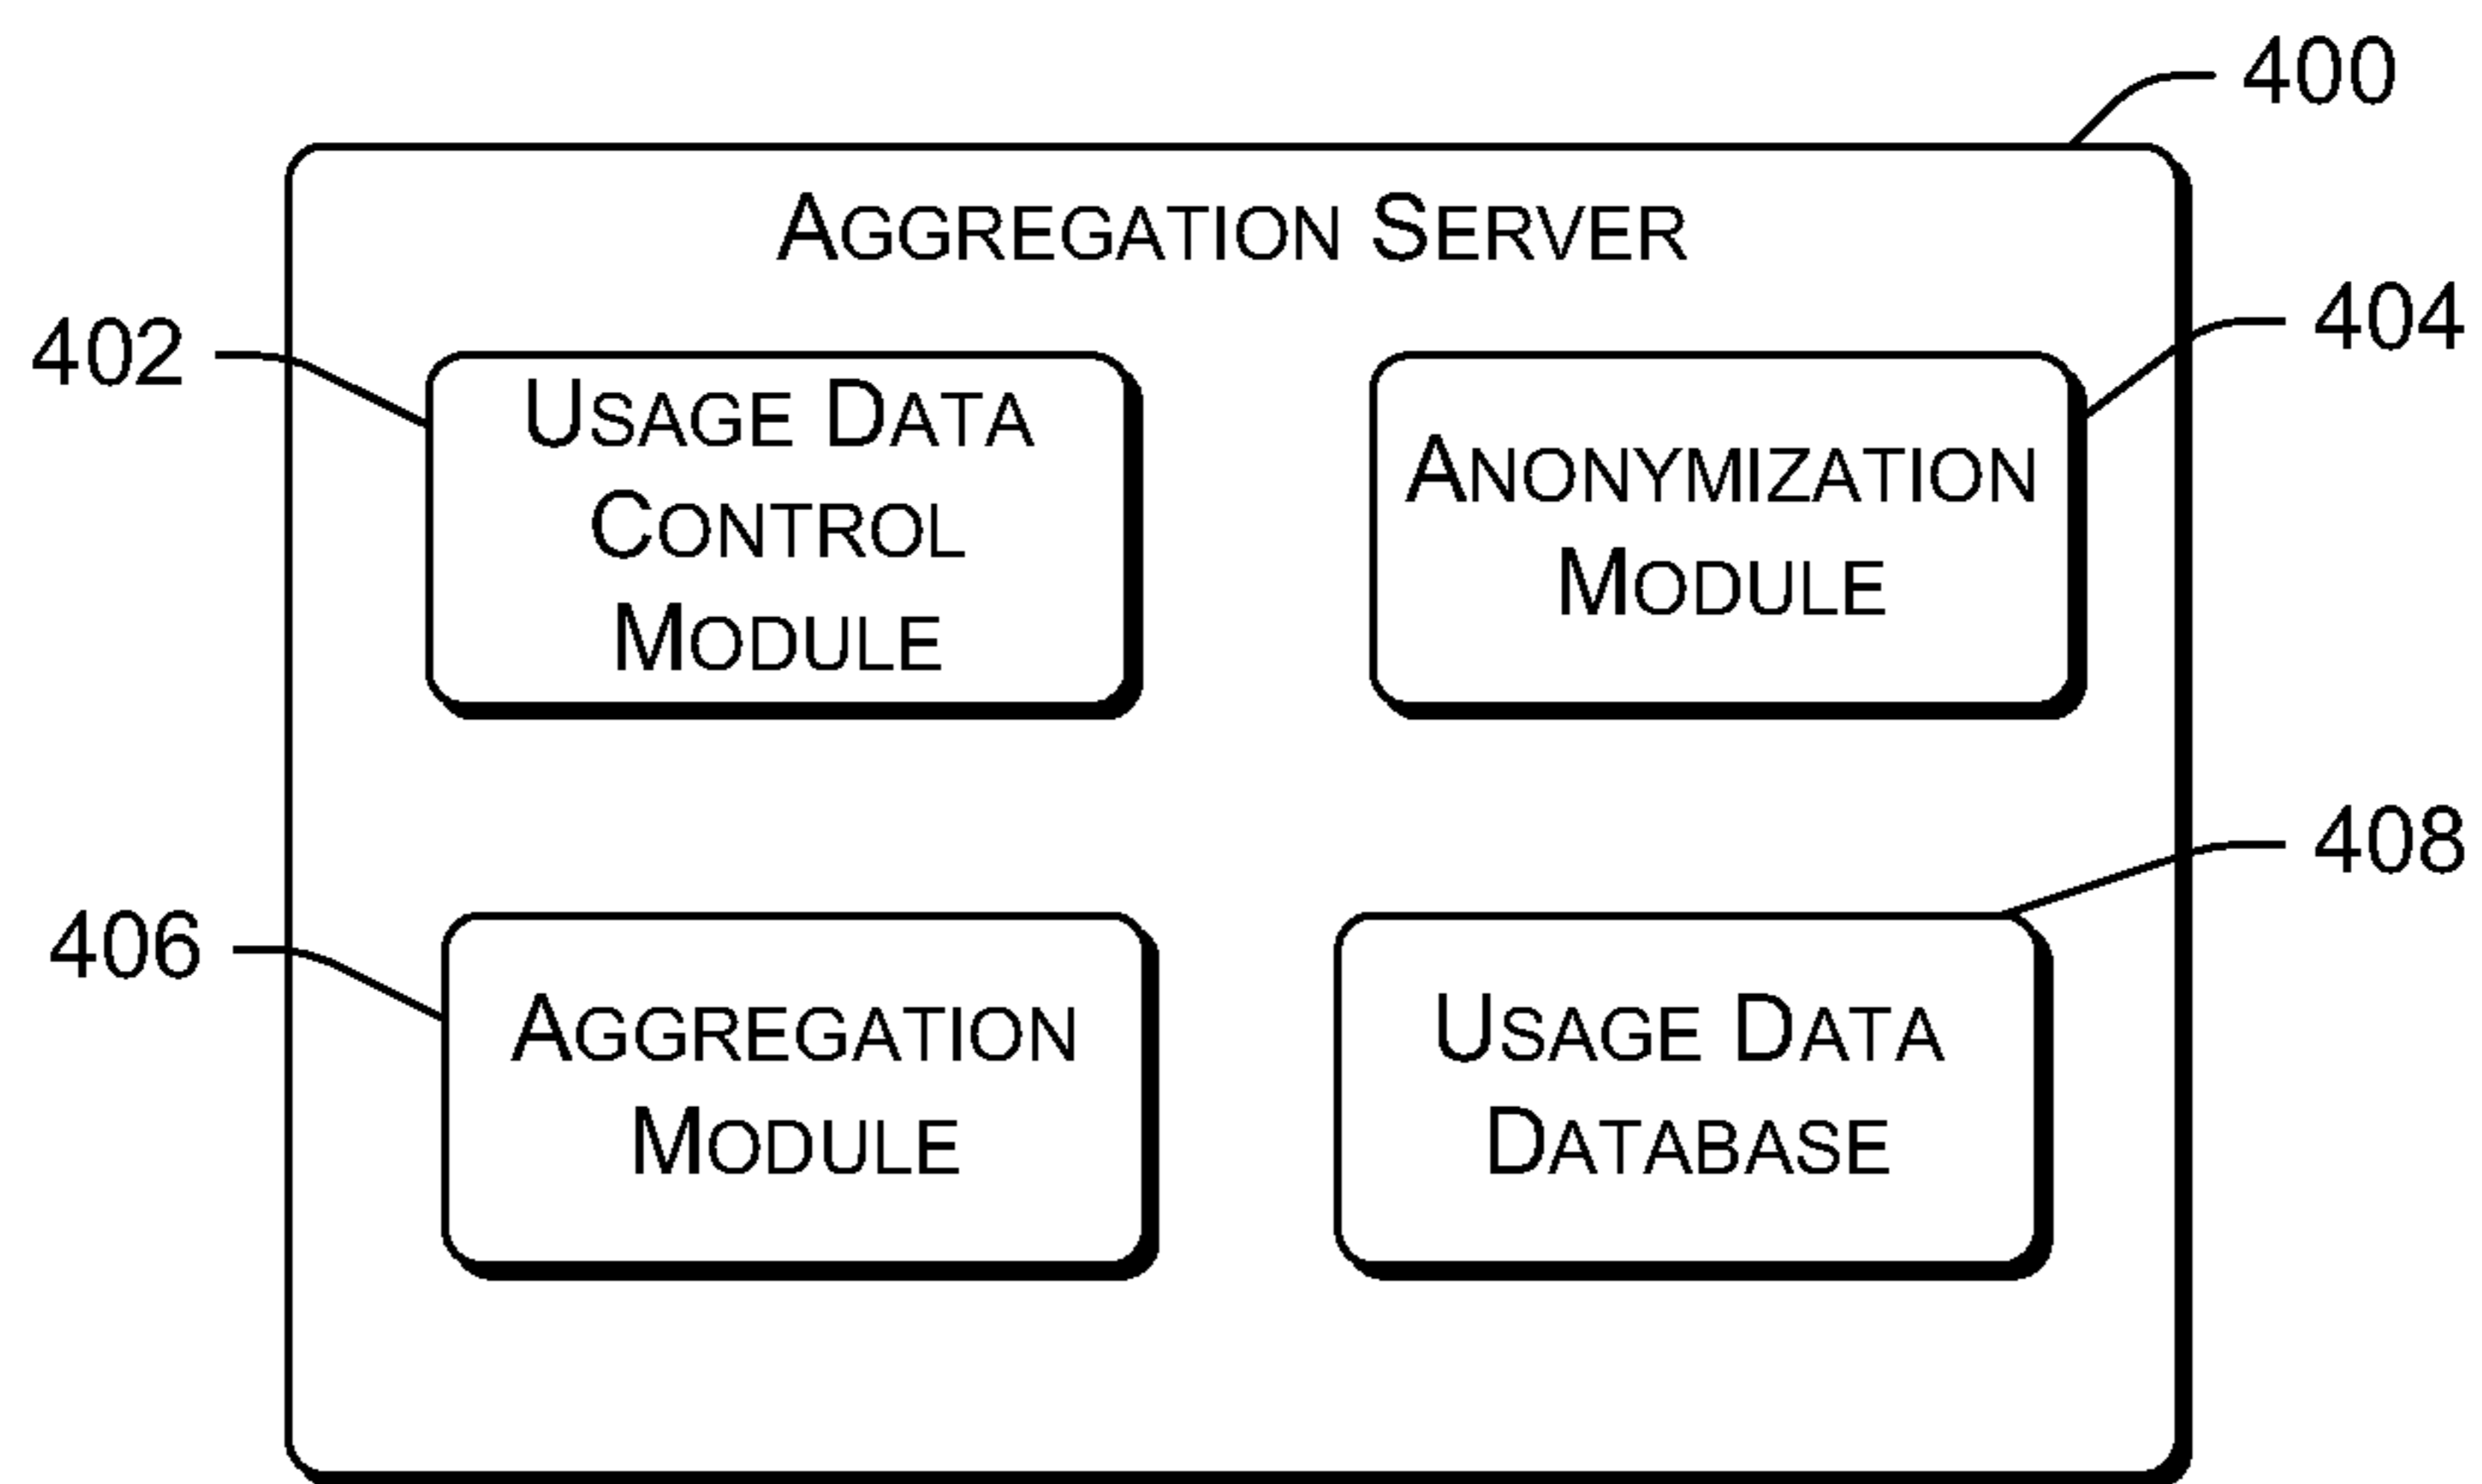 400
AGGREGATION SERVER
402
404
USAGE DATA
CONTROL
MODULE
ANONYMIZATION
MODULE
408
406
AGGREGATION
MODULE
USAGE DATA
DATABASE